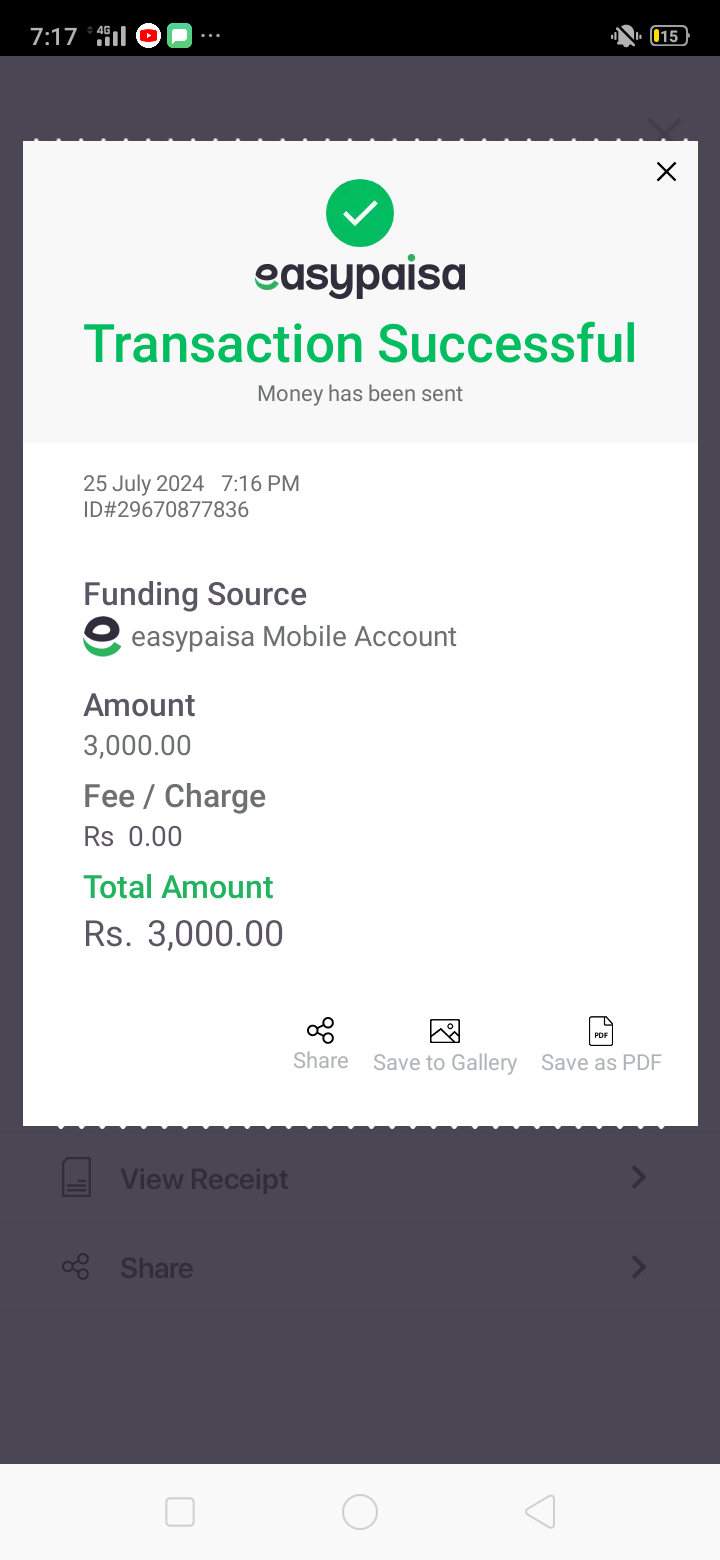 7:17 4G 15
easypaisa
Transaction Successful
Money has been sent
25 July 2024 7:16 PM
ID#29670877836
Funding Source
easypaisa Mobile Account
Amount
3,000.00
Fee / Charge
Rs 0.00
Total Amount
Rs. 3,000.00
PDF
Share Save to Gallery Save as PDF
View Receipt
Share